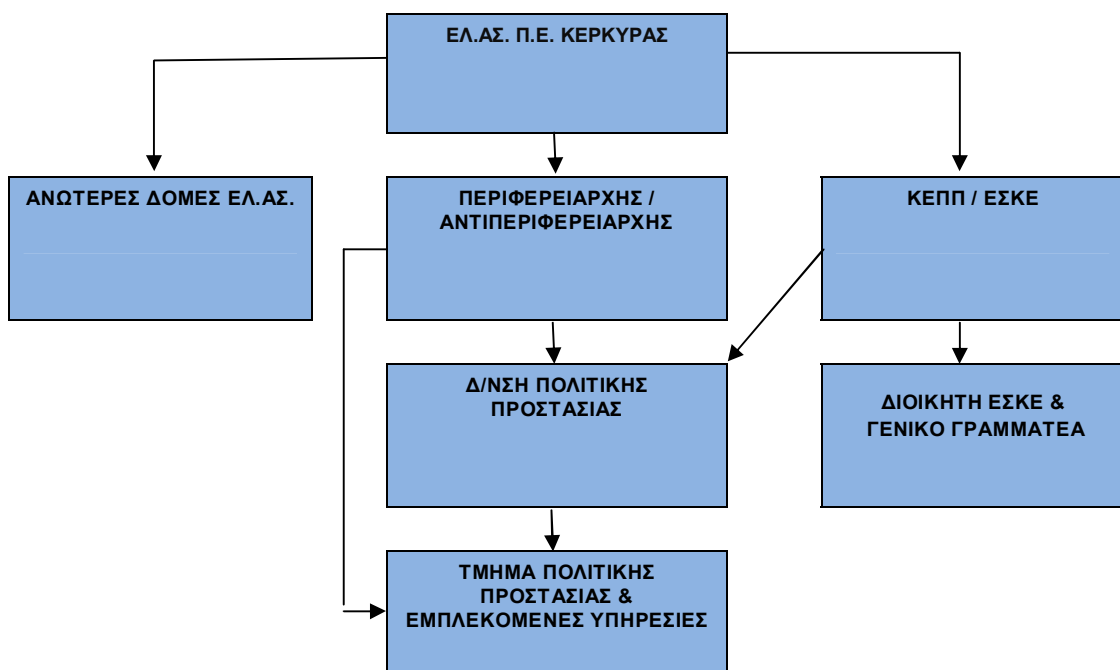 ΕΛ.ΑΣ. Π.Ε. ΚΕΡΚΥΡΑΣ
ΑΝΩΤΕΡΕΣ ΔΟΜΕΣ ΕΛ.ΑΣ.
ΠΕΡΙΦΕΡΕΙΑΡΧΗΣ /
ΑΝΤΙΠΕΡΙΦΕΡΕΙΑΡΧΗΣ
ΚΕΠΠ / ΕΣΚΕ
Δ/ΝΣΗ ΠΟΛΙΤΙΚΗΣ
ΠΡΟΣΤΑΣΙΑΣ
ΔΙΟΙΚΗΤΗ ΕΣΚΕ &
ΓΕΝΙΚΟ ΓΡΑΜΜΑΤΕΑ
ΤΜΗΜΑ ΠΟΛΙΤΙΚΗΣ
ΠΡΟΣΤΑΣΙΑΣ &
ΕΜΠΛΕΚΟΜΕΝΕΣ ΥΠΗΡΕΣΙΕΣ